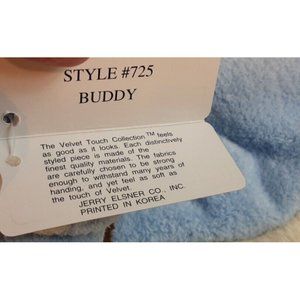 STYLE #725
BUDDY
The Velvet Touch Collection™ feels
as good as it looks. Each distinctively
styled piece is made of the
finest quality materials. The fabrics
are carefully chosen to be strong
enough to withstand many years of
handing, and yet feel as soft as
the touch of Velvet.
JERRY ELSNER CO., INC.
PRINTED IN KOREA